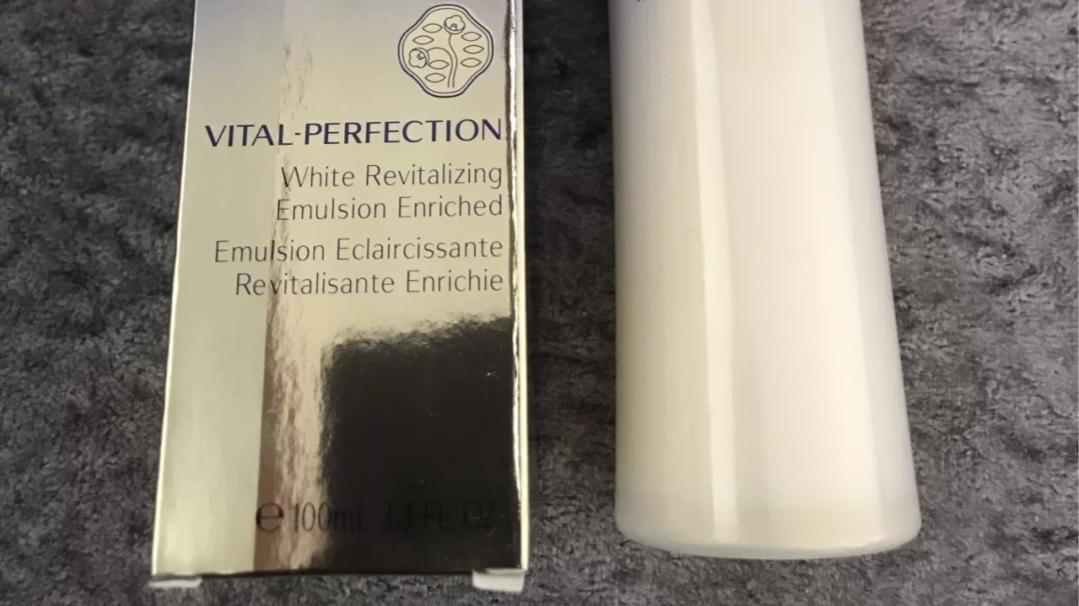 VITAL-PERFECTION
White Revitalizing
Emulsion Enriched
Emulsion Eclaircissante
Revitalisante Enrichie
℮ 100mL 3.3 FL. OZ.